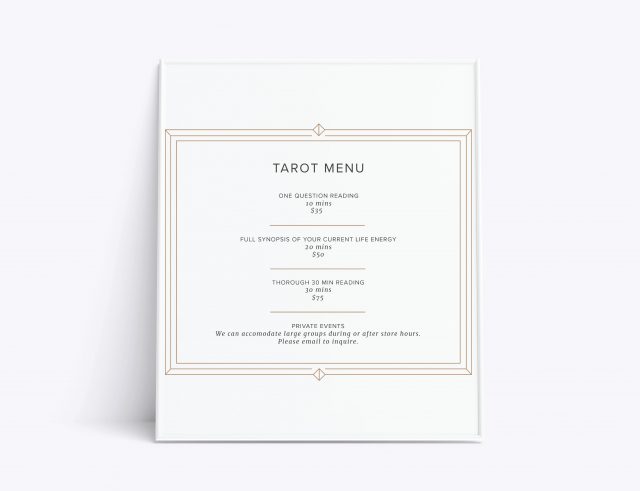 TAROT MENU
ONE QUESTION READING
10 mins
$35
FULL SYNOPSIS OF YOUR CURRENT LIFE ENERGY
20 mins
$50
THOROUGH 30 MIN READING
30 mins
$75
PRIVATE EVENTS
We can accomodate large groups during or after store hours.
Please email to inquire.